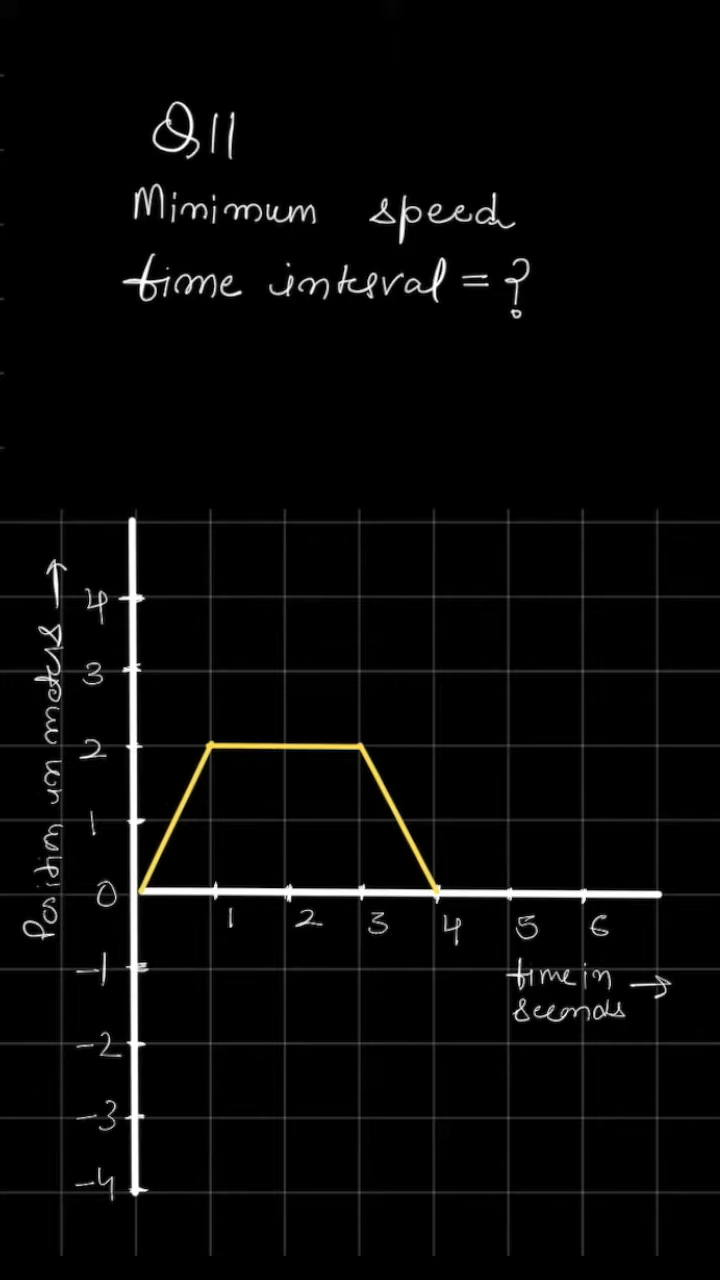 Q11
Minimum speed
time interval = ?
Position in meters →
4
3
2
1
0
-1
-2
-3
-4
1 2 3 4 5 6
time in →
seconds